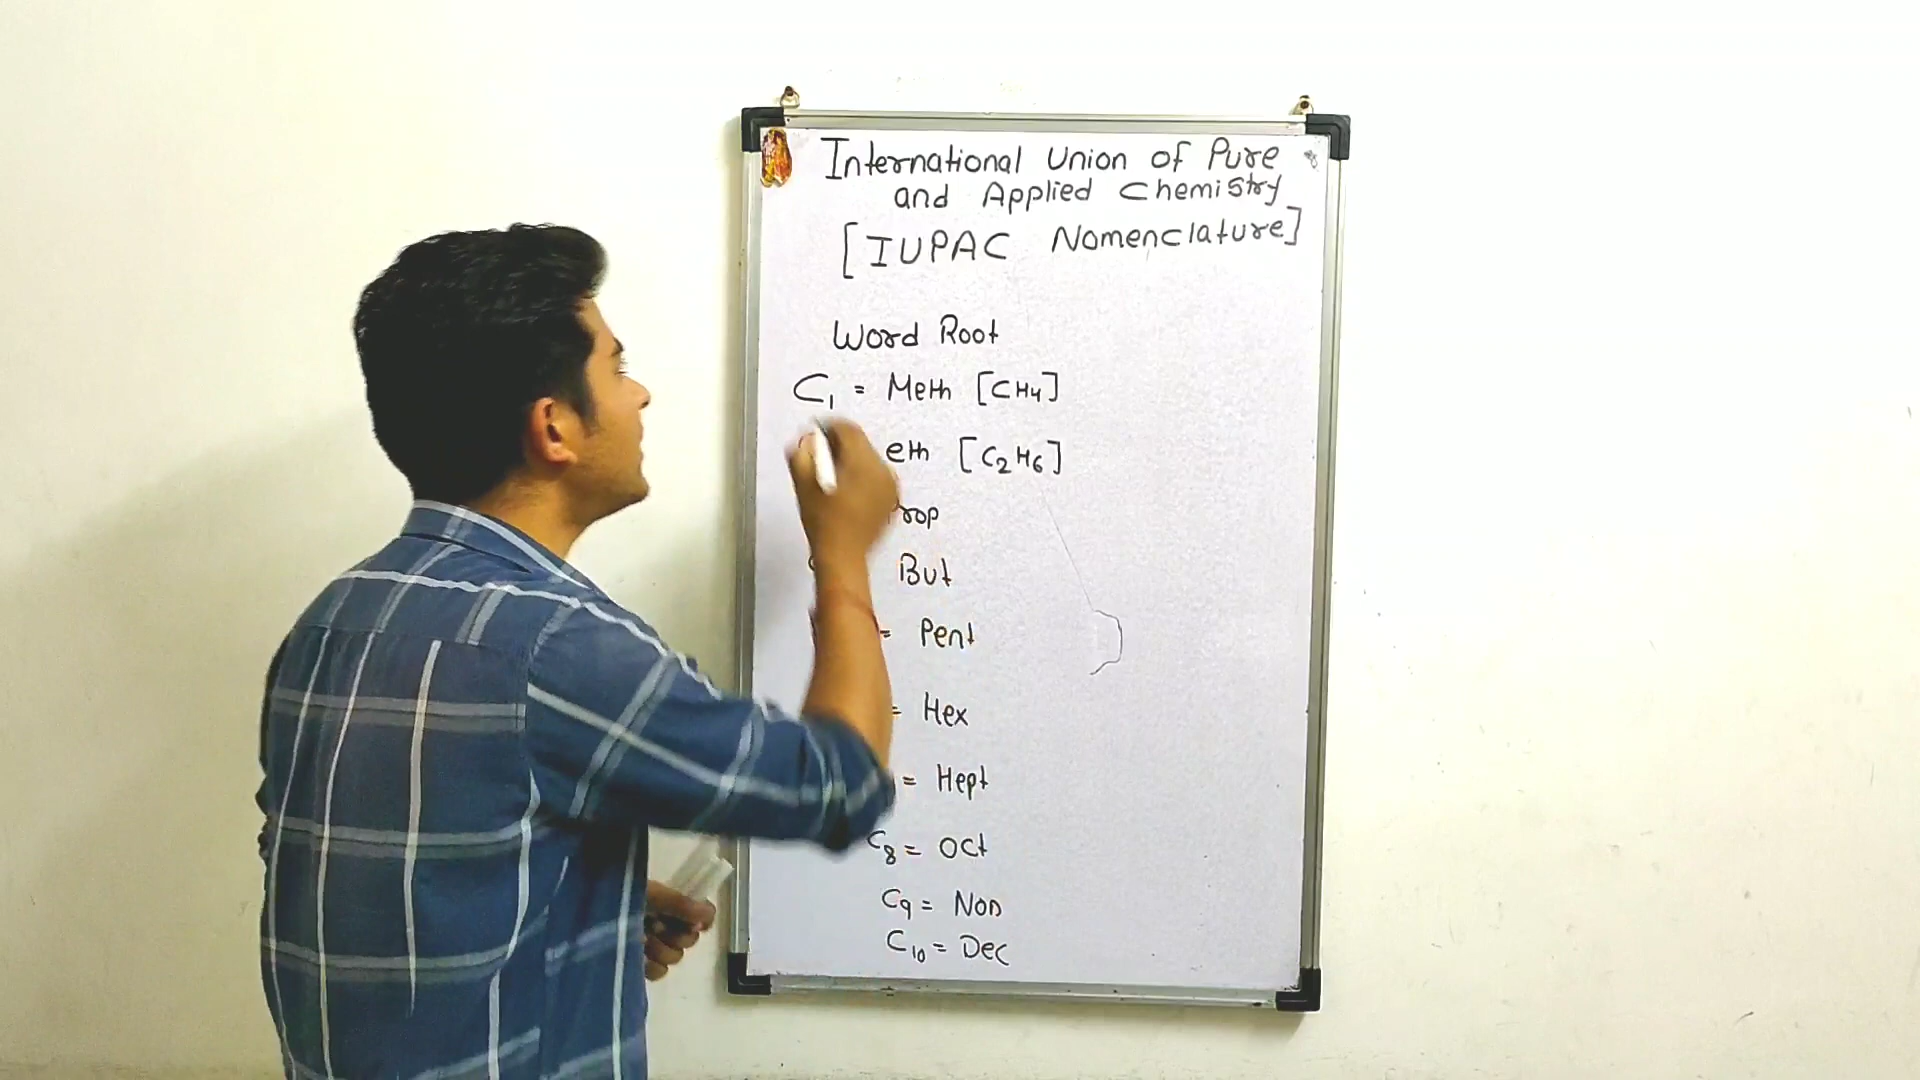 International Union of Pure
and Applied Chemistry
[IUPAC Nomenclature]
Word Root
C1 = Meth [CH4]
eth [C2H6]
rop
But
= Pent
= Hex
= Hept
C8 = Oct
C9 = Non
C10 = Dec